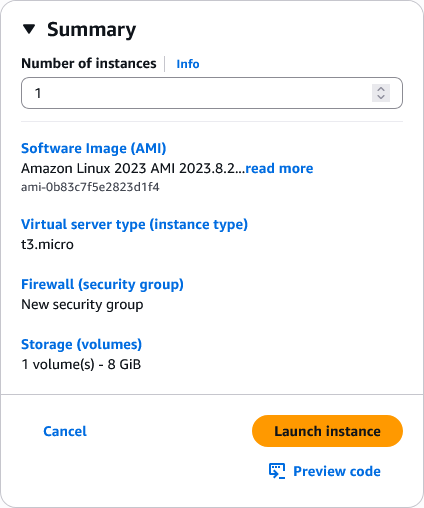 Summary
Number of instances Info
1
Software Image (AMI)
Amazon Linux 2023 AMI 2023.8.2...read more
ami-0b83c7f5e2823d1f4
Virtual server type (instance type)
t3.micro
Firewall (security group)
New security group
Storage (volumes)
1 volume(s) - 8 GiB
Cancel Launch instance
Preview code